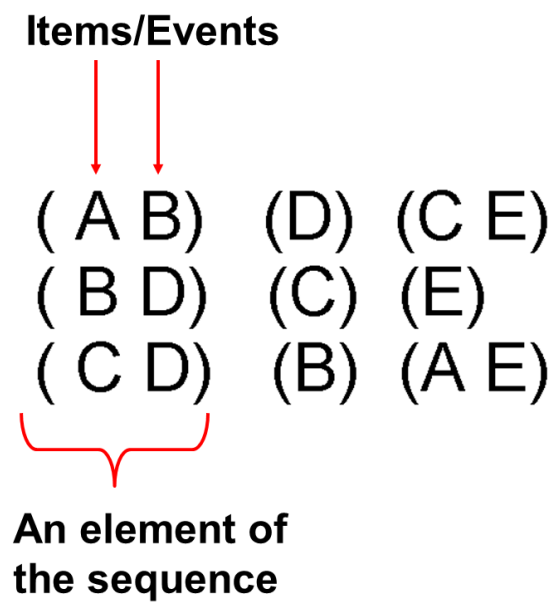 Items/Events
( A B) (D) (C E)
( B D) (C) (E)
( C D) (B) (A E)
An element of
the sequence